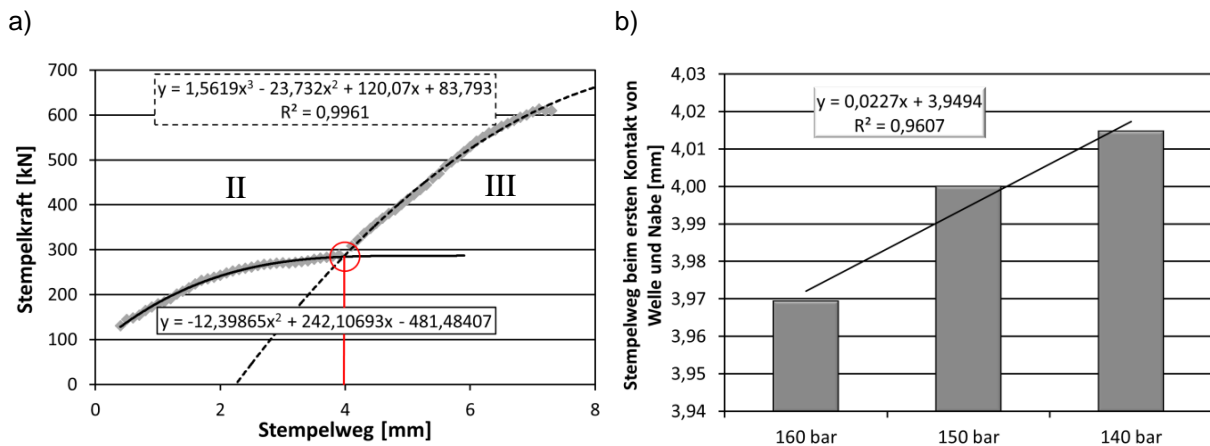 a)
700
600
500
400
300
200
100
0
Stempelkraft [kN]
y = 1,5619x³ - 23,732x² + 120,07x + 83,793
R² = 0,9961
II
III
y = -12,39865x² + 242,10693x - 481,48407
0 2 4 6 8
Stempelweg [mm]
b)
4,03
4,02
4,01
4,00
3,99
3,98
3,97
3,96
3,95
3,94
Stempelweg beim ersten Kontakt von
Welle und Nabe [mm]
y = 0,0227x + 3,9494
R² = 0,9607
160 bar 150 bar 140 bar